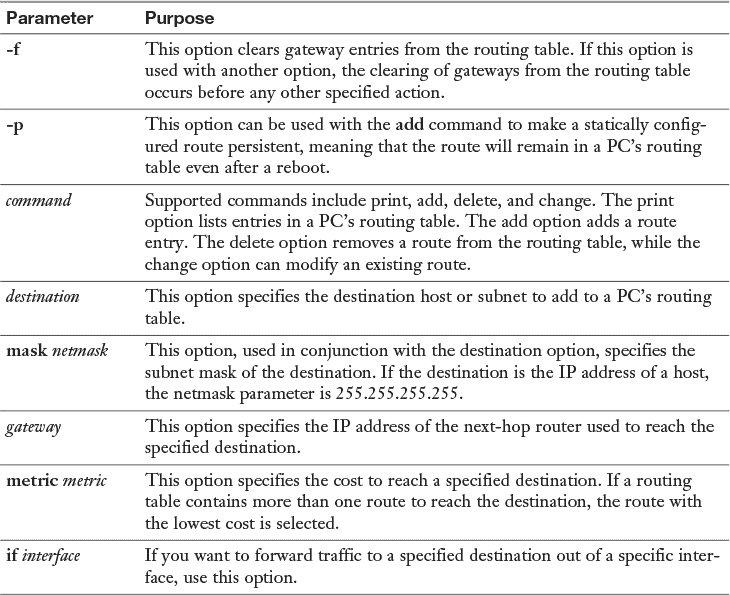 Parameter Purpose
-f This option clears gateway entries from the routing table. If this option is
used with another option, the clearing of gateways from the routing table
occurs before any other specified action.
-p This option can be used with the add command to make a statically config-
ured route persistent, meaning that the route will remain in a PC's routing
table even after a reboot.
command Supported commands include print, add, delete, and change. The print
option lists entries in a PC's routing table. The add option adds a route
entry. The delete option removes a route from the routing table, while the
change option can modify an existing route.
destination This option specifies the destination host or subnet to add to a PC's routing
table.
mask netmask This option, used in conjunction with the destination option, specifies the
subnet mask of the destination. If the destination is the IP address of a host,
the netmask parameter is 255.255.255.255.
gateway This option specifies the IP address of the next-hop router used to reach the
specified destination.
metric metric This option specifies the cost to reach a specified destination. If a routing
table contains more than one route to reach the destination, the route with
the lowest cost is selected.
if interface If you want to forward traffic to a specified destination out of a specific inter-
face, use this option.